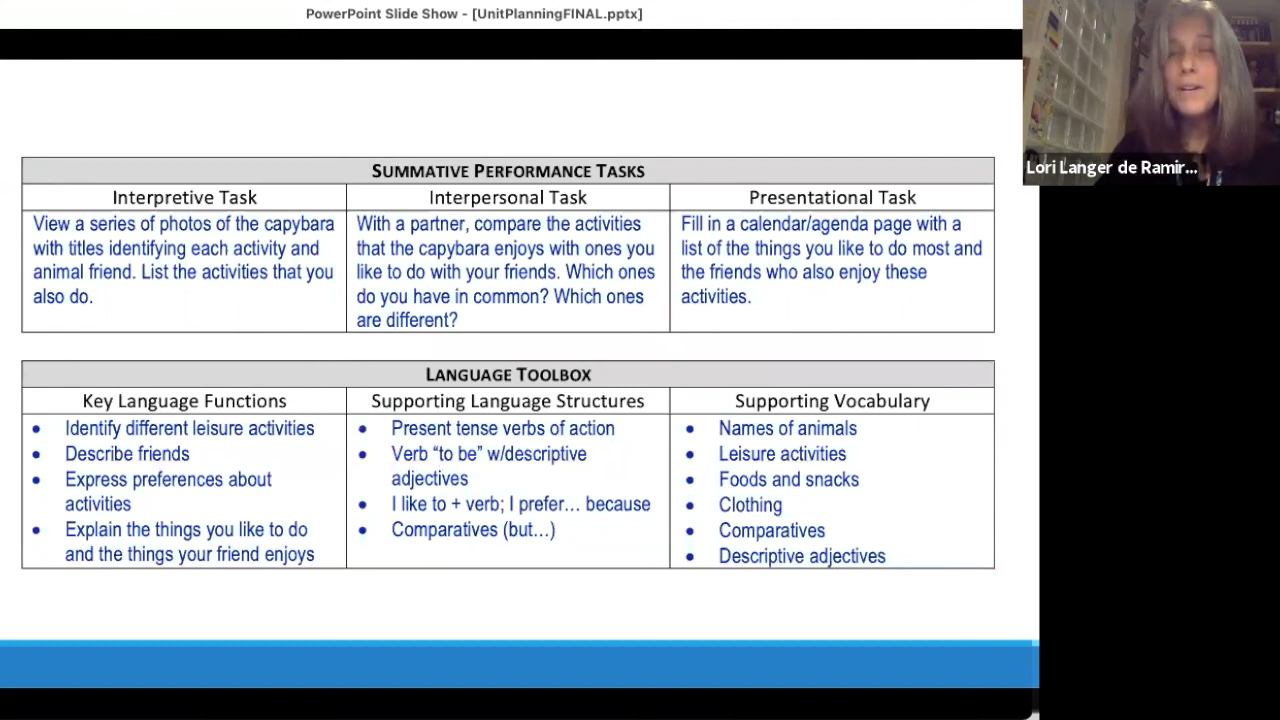 PowerPoint Slide Show - [UnitPlanningFINAL.pptx]
Lori Langer de Ramir...
SUMMATIVE PERFORMANCE TASKS
Interpretive Task
View a series of photos of the capybara
with titles identifying each activity and
animal friend. List the activities that you
also do.
Interpersonal Task
With a partner, compare the activities
that the capybara enjoys with ones you
like to do with your friends. Which ones
do you have in common? Which ones
are different?
Presentational Task
Fill in a calendar/agenda page with a
list of the things you like to do most and
the friends who also enjoy these
activities.
LANGUAGE TOOLBOX
Key Language Functions
• Identify different leisure activities
• Describe friends
• Express preferences about
activities
• Explain the things you like to do
and the things your friend enjoys
Supporting Language Structures
• Present tense verbs of action
• Verb “to be” w/descriptive
adjectives
• I like to + verb; I prefer… because
• Comparatives (but…)
Supporting Vocabulary
• Names of animals
• Leisure activities
• Foods and snacks
• Clothing
• Comparatives
• Descriptive adjectives